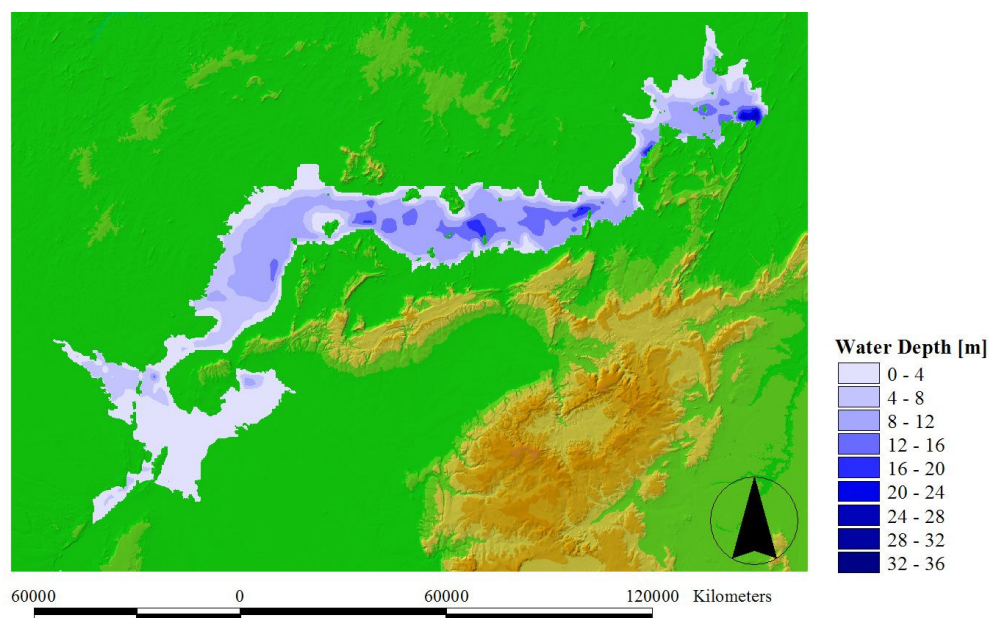 Water Depth [m]
0 - 4
4 - 8
8 - 12
12 - 16
16 - 20
20 - 24
24 - 28
28 - 32
32 - 36
60000 0 60000 120000 Kilometers